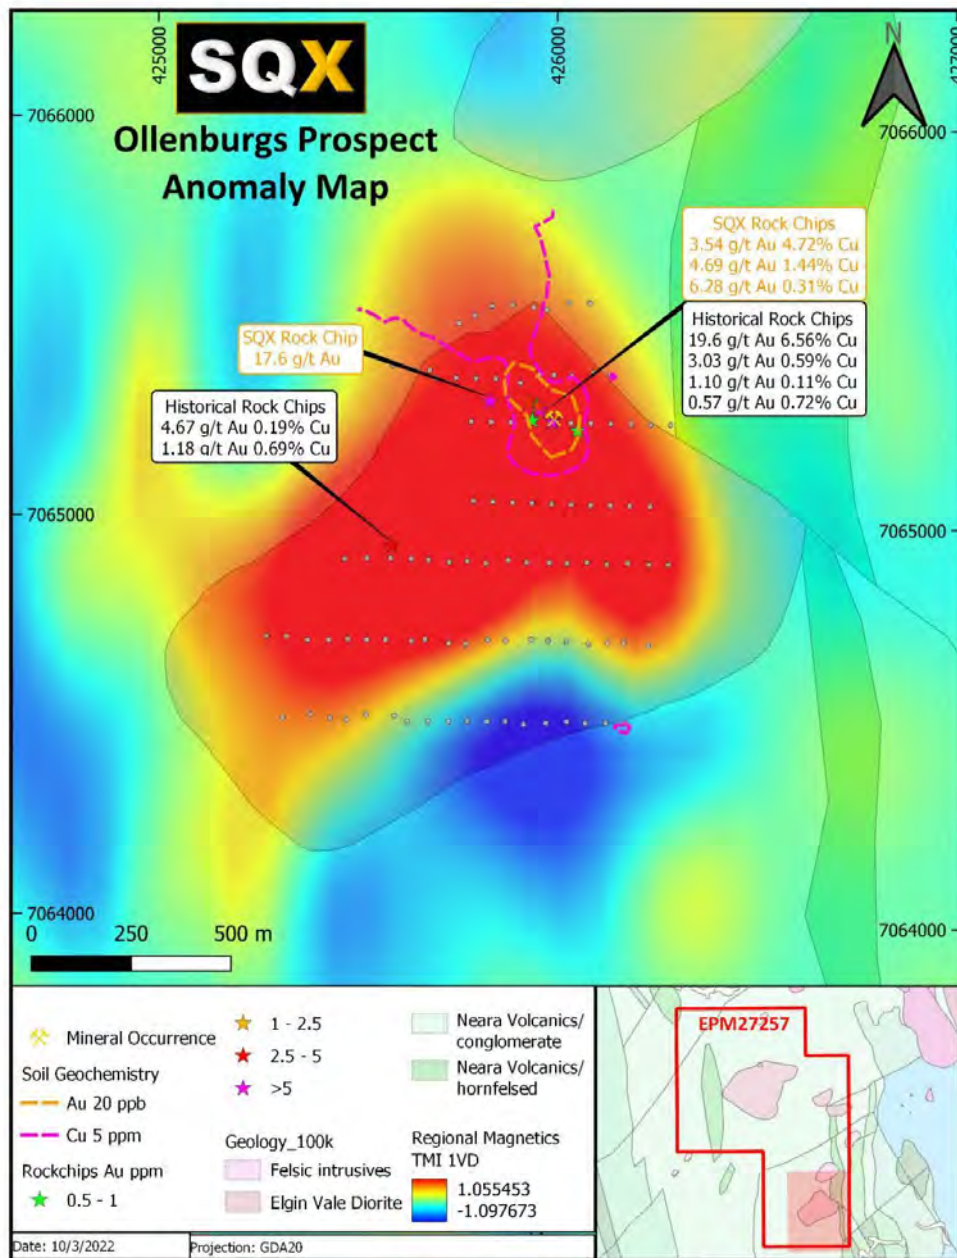 425000
426000
427000
N
SQX
Ollenburgs Prospect
Anomaly Map
7066000
7066000
SQX Rock Chips
3.54 g/t Au 4.72% Cu
4.69 g/t Au 1.44% Cu
6.28 g/t Au 0.31% Cu
Historical Rock Chips
19.6 g/t Au 6.56% Cu
3.03 g/t Au 0.59% Cu
1.10 g/t Au 0.11% Cu
0.57 g/t Au 0.72% Cu
SQX Rock Chip
17.6 g/t Au
Historical Rock Chips
4.67 g/t Au 0.19% Cu
1.18 g/t Au 0.69% Cu
7065000
7065000
7064000
7064000
0 250 500 m
Mineral Occurrence
Soil Geochemistry
Au 20 ppb
Cu 5 ppm
Rockchips Au ppm
0.5 - 1
1 - 2.5
2.5 - 5
>5
Geology_100k
Felsic intrusives
Elgin Vale Diorite
Neara Volcanics/
conglomerate
Neara Volcanics/
hornfelsed
Regional Magnetics
TMI 1VD
1.055453
-1.097673
EPM27257
Date: 10/3/2022
Projection: GDA20